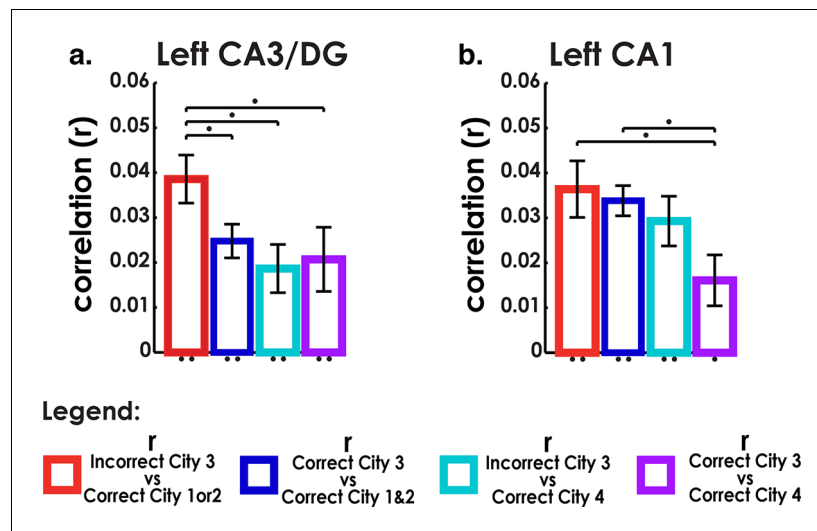 a. Left CA3/DG
correlation (r)
0.06
0.05
0.04
0.03
0.02
0.01
0
b. Left CA1
correlation (r)
0.06
0.05
0.04
0.03
0.02
0.01
0
Legend:
r
Incorrect City 3
vs
Correct City 1or2
r
Correct City 3
vs
Correct City 1&2
r
Incorrect City 3
vs
Correct City 4
r
Correct City 3
vs
Correct City 4